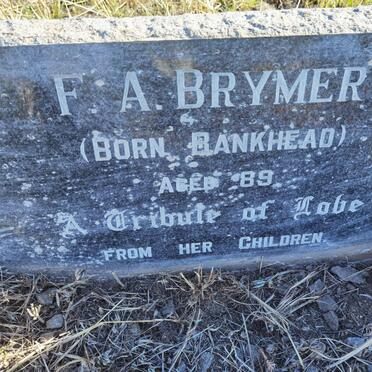 F. A. BRYMER
(BORN BANKHEAD)
AGED 89
A Tribute of Love
FROM HER CHILDREN